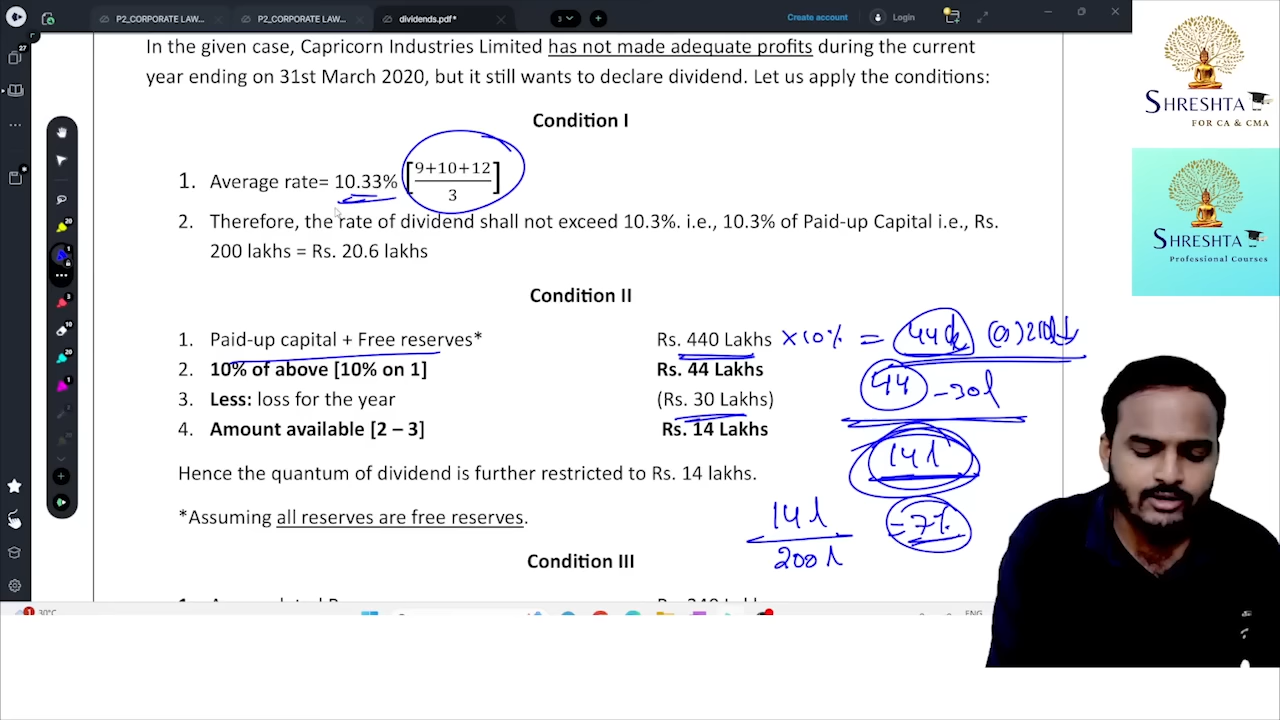 P2_CORPORATE LAW...
P2_CORPORATE LAW...
dividends.pdf*
3
Create account
Login
27
In the given case, Capricorn Industries Limited has not made adequate profits during the current
year ending on 31st March 2020, but it still wants to declare dividend. Let us apply the conditions:
Condition I
1. Average rate= 10.33% [9+10+12
3]
2. Therefore, the rate of dividend shall not exceed 10.3%. i.e., 10.3% of Paid-up Capital i.e., Rs.
200 lakhs = Rs. 20.6 lakhs
Condition II
1. Paid-up capital + Free reserves* Rs. 440 Lakhs ×10% =
2. 10% of above [10% on 1] Rs. 44 Lakhs 44 -30l
3. Less: loss for the year (Rs. 30 Lakhs)
4. Amount available [2 – 3] Rs. 14 Lakhs 14l
Hence the quantum of dividend is further restricted to Rs. 14 lakhs.
*Assuming all reserves are free reserves.
14l
200l
=7%
Condition III
30°C
ENG
SHRESHTA
FOR CA & CMA
SHRESHTA
Professional Courses